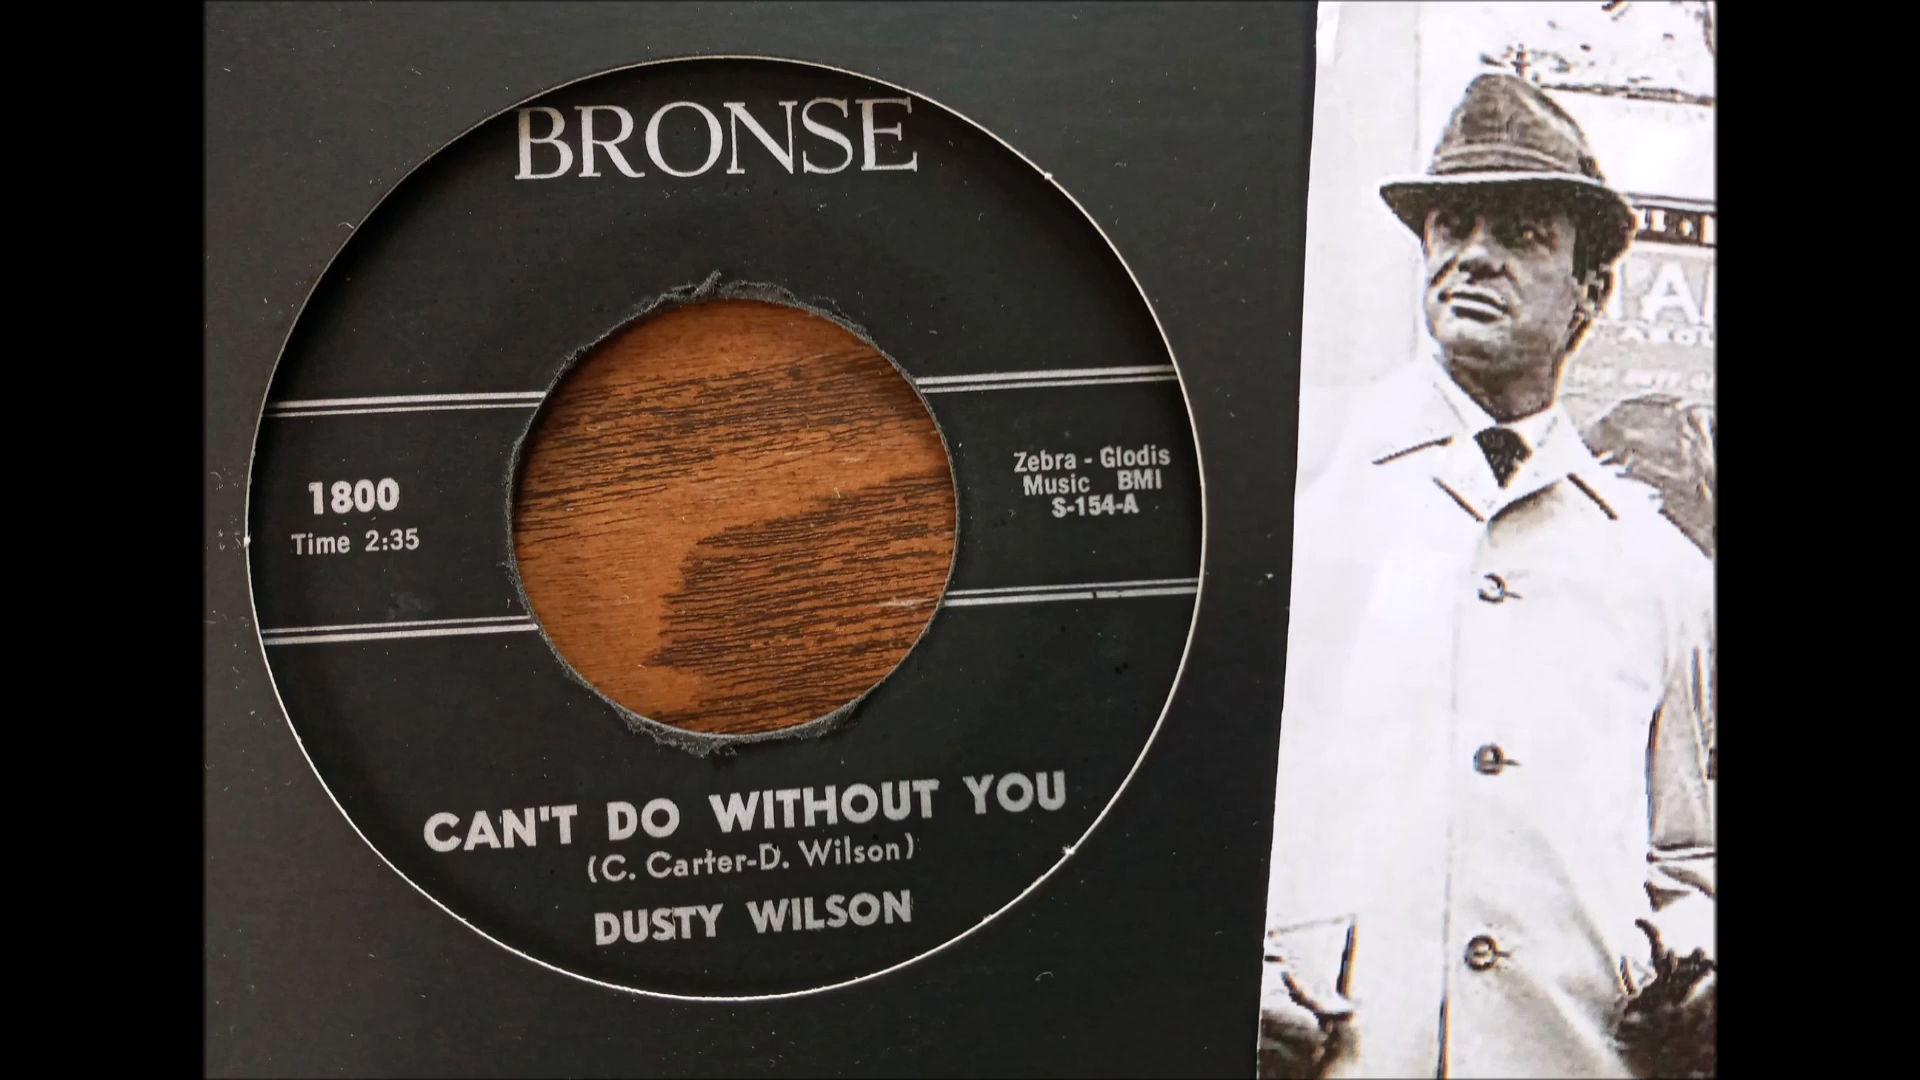 BRONSE
1800
Time 2:35
Zebra - Glodis
Music BMI
S-154-A
CAN'T DO WITHOUT YOU
(C. Carter-D. Wilson)
DUSTY WILSON